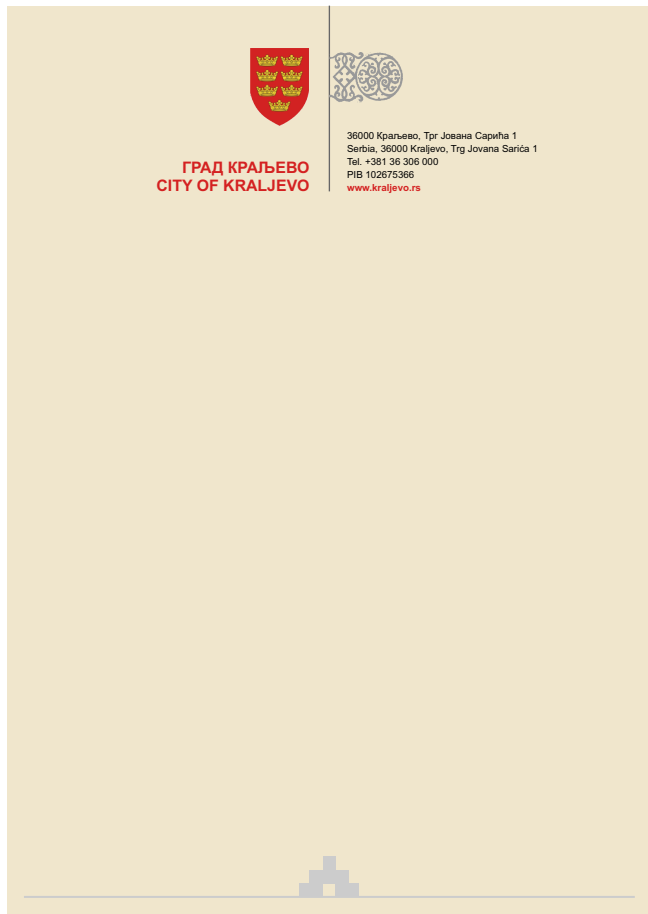 ГРАД КРАЉЕВО
CITY OF KRALJEVO
36000 Краљево, Трг Јована Сарића 1
Serbia, 36000 Kraljevo, Trg Jovana Sarića 1
Tel. +381 36 306 000
PIB 102675366
www.kraljevo.rs